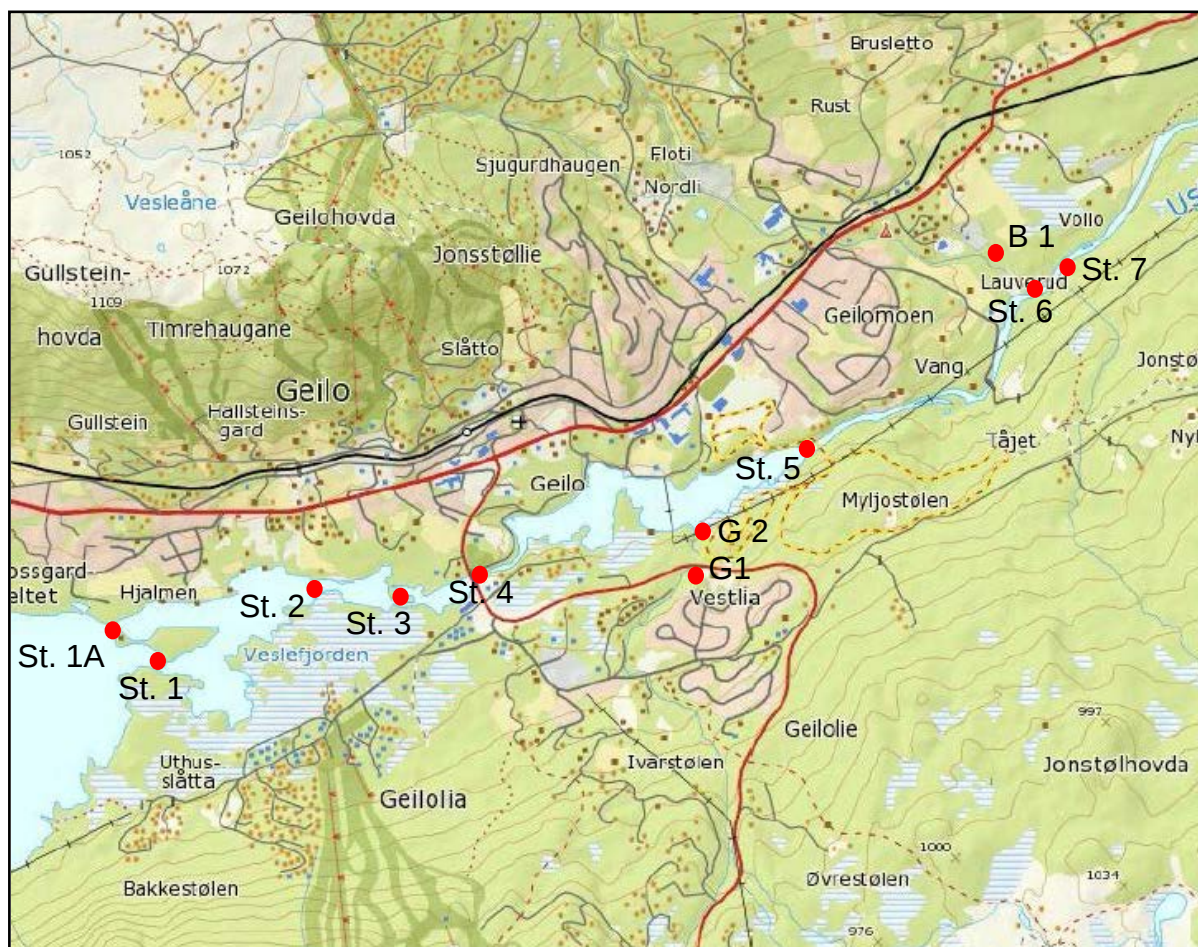 Brusletto
Rust
1052
Sjugurdhaugen
Floti
Nordli
Vesleåne
Geilohovda
Us
Vollo
B 1
Gullstein-
hovda
1072
Jonsstøllie
St. 7
Lauverud
St. 6
1109
Timrehaugane
Geilomoen
Slåtto
Vang
Jonstø
Geilo
Gullstein
Hallsteins-
gard
Tåjet
Ny
St. 5
Geilo
Myljostølen
G 2
ossgard-
eltet
Hjalmen
St. 2
St. 3
St. 4
G1
Vestlia
St. 1A
St. 1
Veslefjorden
997
Geilolie
Uthus-
slåtta
Ivarstølen
Jonstølhovda
Geilolia
1000
Bakkestølen
Øvrestølen
1034
976